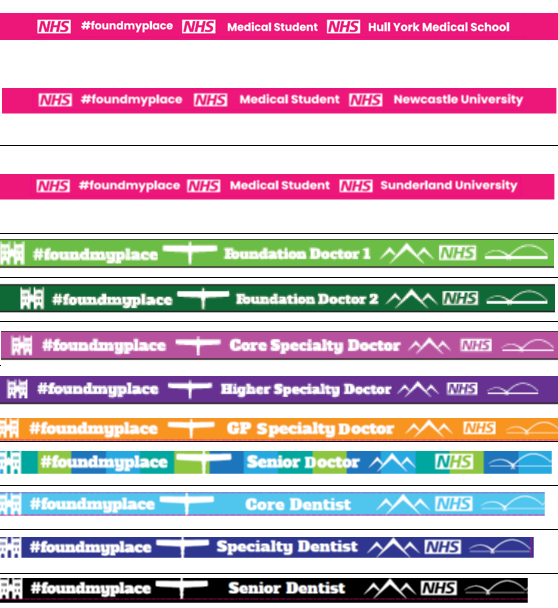 NHS #foundmyplace NHS Medical Student NHS Hull York Medical School
NHS #foundmyplace NHS Medical Student NHS Newcastle University
NHS #foundmyplace NHS Medical Student NHS Sunderland University
#foundmyplace Foundation Doctor 1 NHS
#foundmyplace Foundation Doctor 2 NHS
#foundmyplace Core Specialty Doctor NHS
#foundmyplace Higher Specialty Doctor NHS
#foundmyplace GP Specialty Doctor NHS
#foundmyplace Senior Doctor NHS
#foundmyplace Core Dentist NHS
#foundmyplace Specialty Dentist NHS
#foundmyplace Senior Dentist NHS